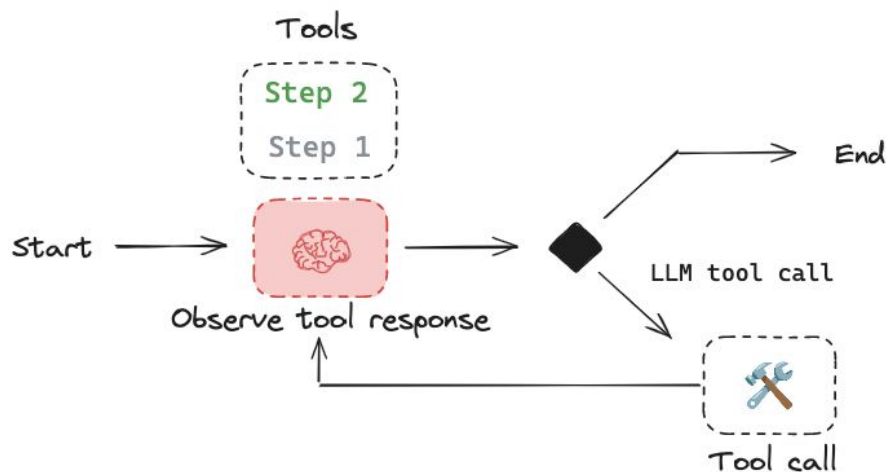 Tools
Step 2
Step 1
Start
Observe tool response
End
LLM tool call
Tool call